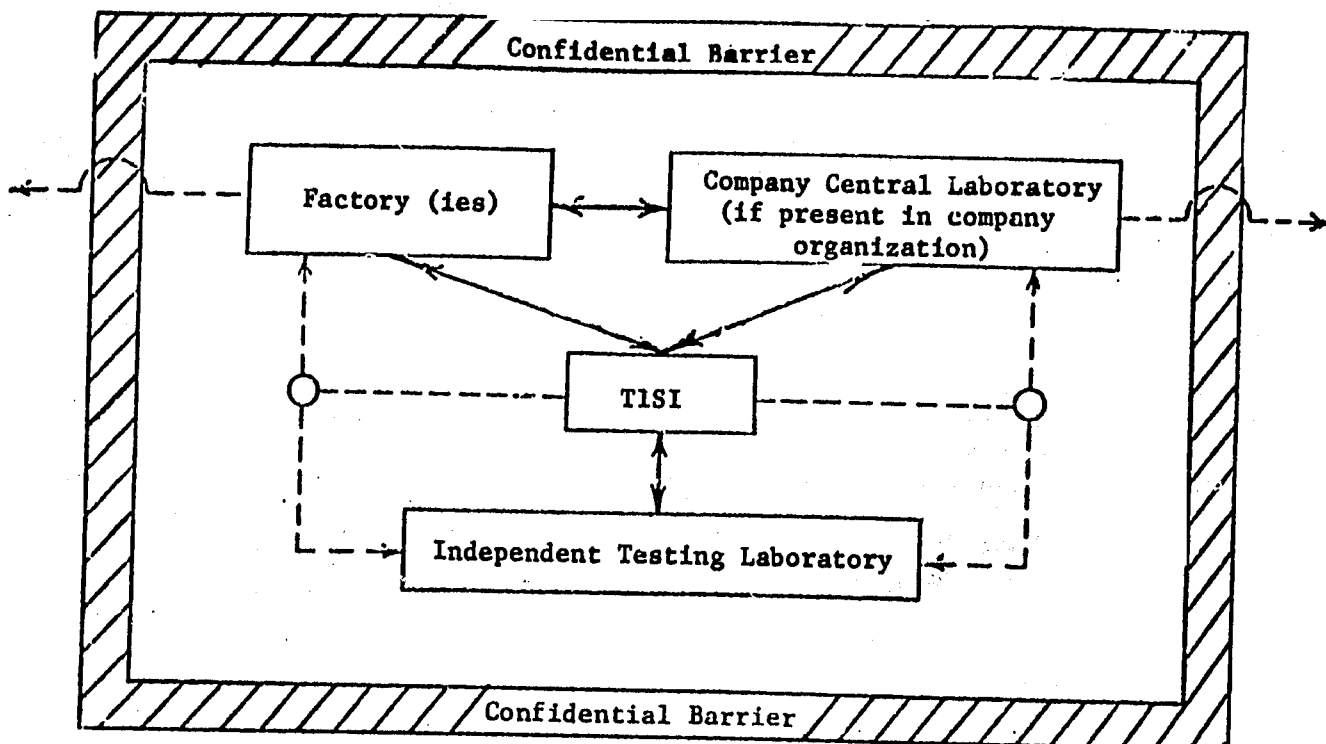 Confidential Barrier
Factory (ies)
Company Central Laboratory
(if present in company
organization)
TISI
Independent Testing Laboratory
Confidential Barrier